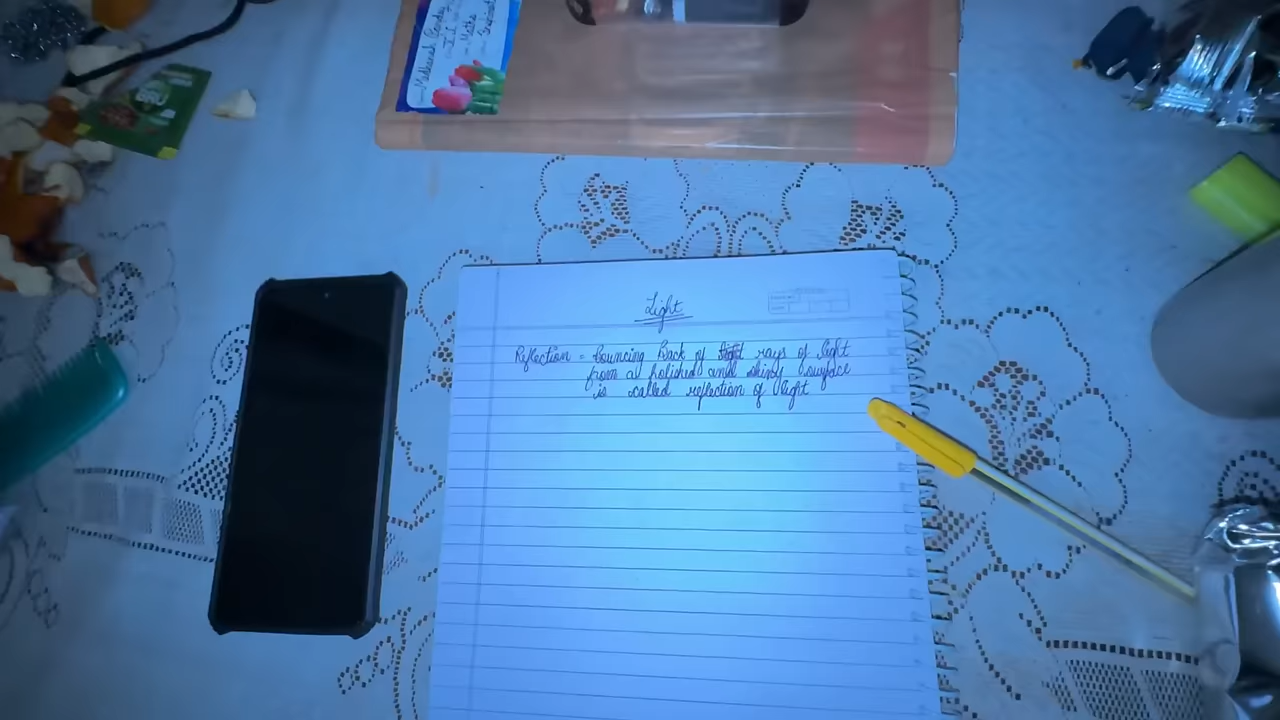 Maths
Light
Reflection = Bouncing Back of light rays of light
from a polished and shiny surface
is called reflection of light